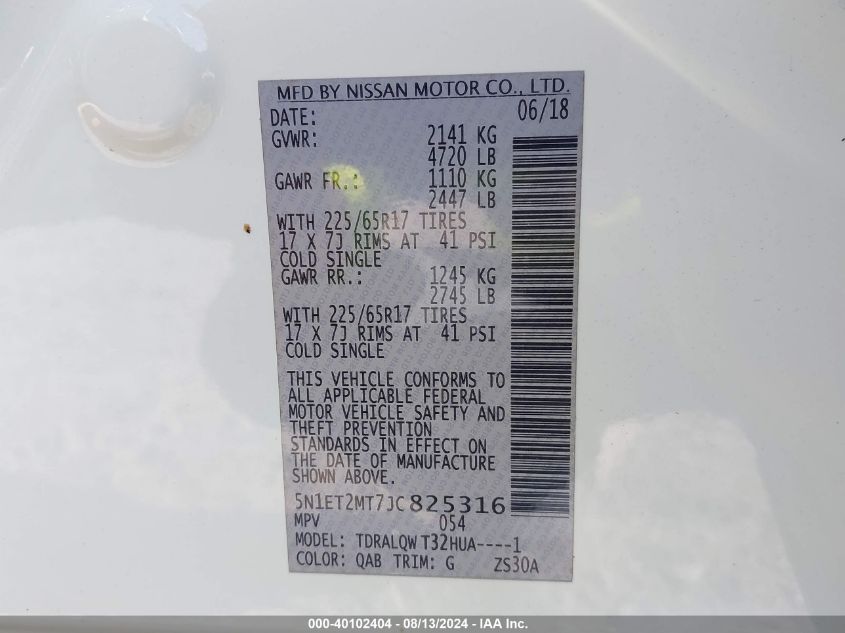 MFD BY NISSAN MOTOR CO., LTD.
DATE: 06/18
GVWR: 2141 KG
4720 LB
GAWR FR.: 1110 KG
2447 LB
WITH 225/65R17 TIRES
17 X 7J RIMS AT 41 PSI
COLD SINGLE
GAWR RR.: 1245 KG
2745 LB
WITH 225/65R17 TIRES
17 X 7J RIMS AT 41 PSI
COLD SINGLE
THIS VEHICLE CONFORMS TO
ALL APPLICABLE FEDERAL
MOTOR VEHICLE SAFETY AND
THEFT PREVENTION
STANDARDS IN EFFECT ON
THE DATE OF MANUFACTURE
SHOWN ABOVE.
5N1ET2MT7JC825316
MPV 054
MODEL: TDRALQW T32HUA----1
COLOR: QAB TRIM: G ZS30A
000-40102404 - 08/13/2024 - IAA Inc.